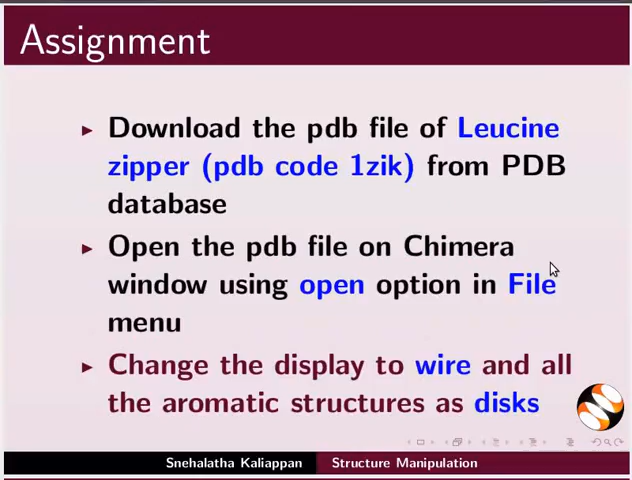 Assignment
Download the pdb file of Leucine
zipper (pdb code 1zik) from PDB
database
Open the pdb file on Chimera
window using open option in File
menu
Change the display to wire and all
the aromatic structures as disks
Snehalatha Kaliappan Structure Manipulation